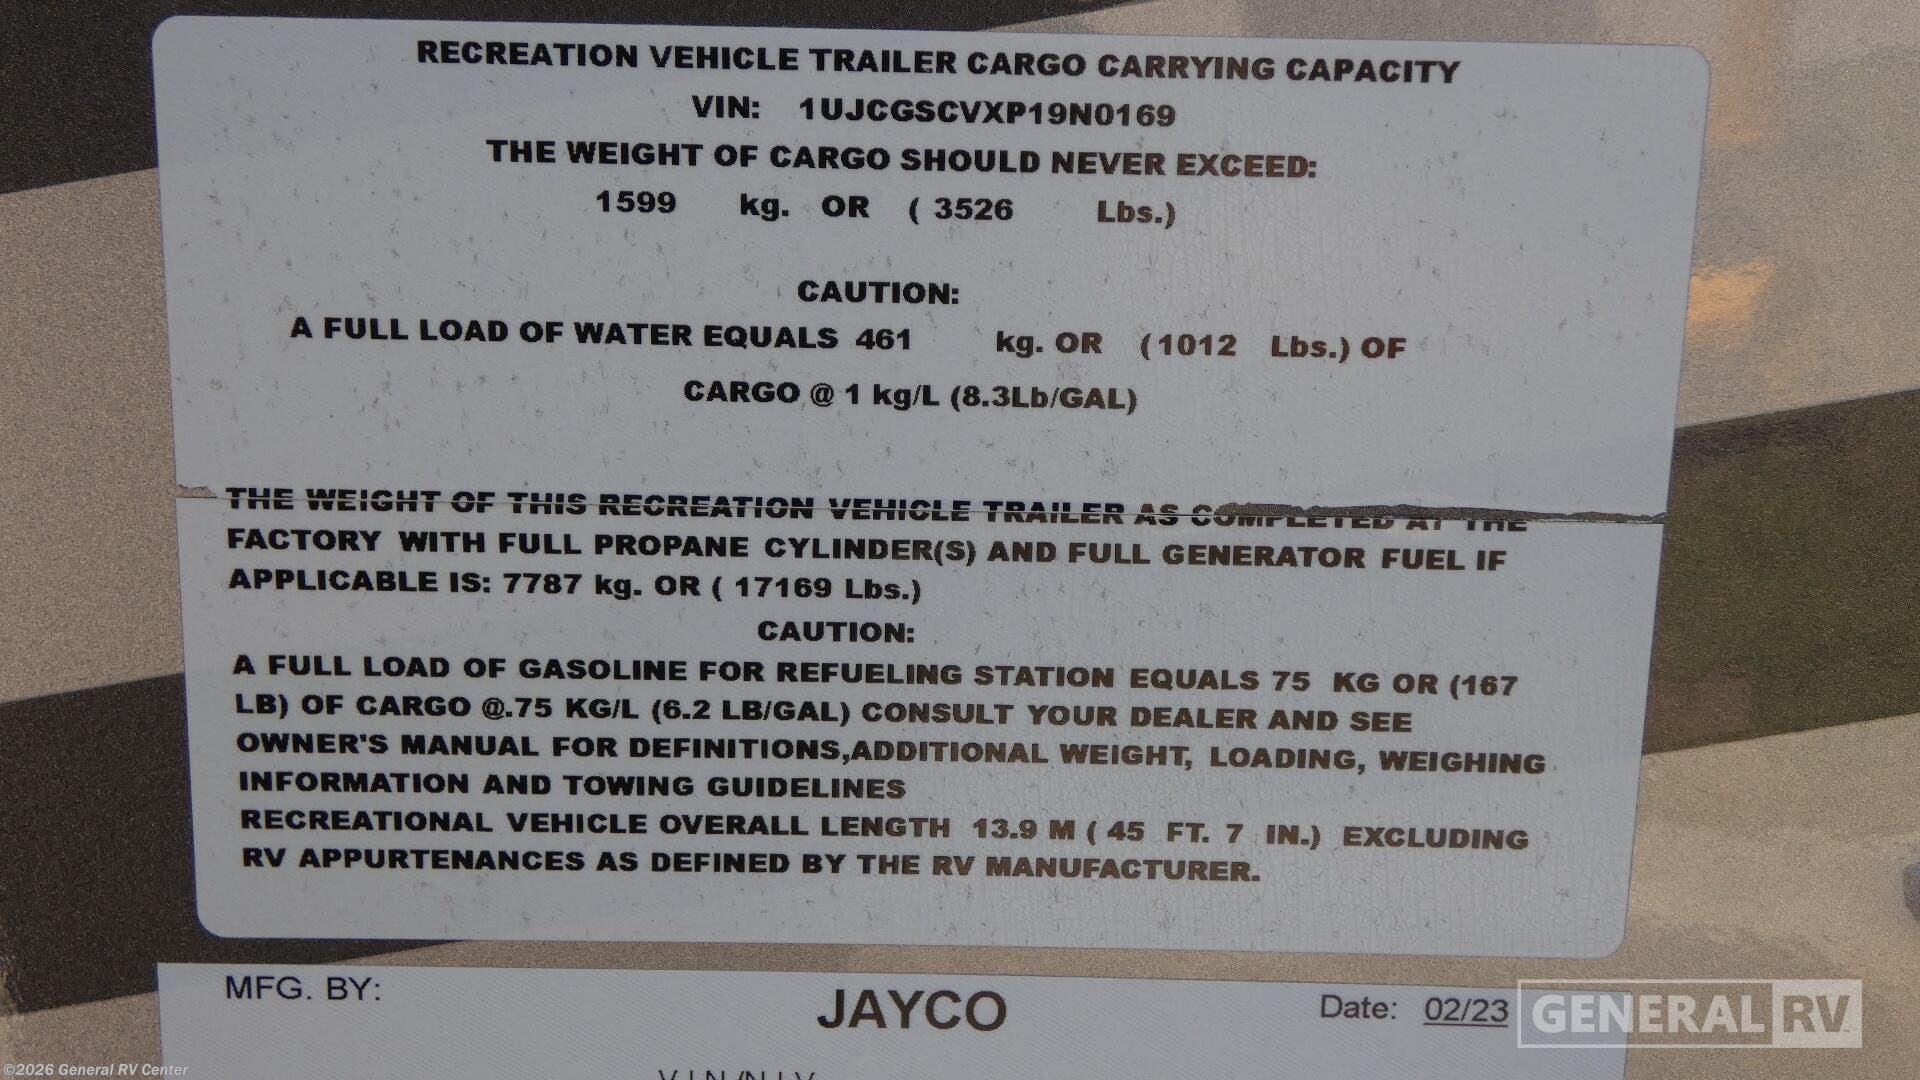 RECREATION VEHICLE TRAILER CARGO CARRYING CAPACITY
VIN: 1UJCGSCVXP19N0169
THE WEIGHT OF CARGO SHOULD NEVER EXCEED:
1599 kg. OR ( 3526 Lbs.)
CAUTION:
A FULL LOAD OF WATER EQUALS 461 kg. OR (1012 Lbs.) OF
CARGO @ 1 kg/L (8.3Lb/GAL)
THE WEIGHT OF THIS RECREATION VEHICLE TRAILER AS COMPLETED AT THE
FACTORY WITH FULL PROPANE CYLINDER(S) AND FULL GENERATOR FUEL IF
APPLICABLE IS: 7787 kg. OR ( 17169 Lbs.)
CAUTION:
A FULL LOAD OF GASOLINE FOR REFUELING STATION EQUALS 75 KG OR (167
LB) OF CARGO @.75 KG/L (6.2 LB/GAL) CONSULT YOUR DEALER AND SEE
OWNER'S MANUAL FOR DEFINITIONS,ADDITIONAL WEIGHT, LOADING, WEIGHING
INFORMATION AND TOWING GUIDELINES
RECREATIONAL VEHICLE OVERALL LENGTH 13.9 M ( 45 FT. 7 IN.) EXCLUDING
RV APPURTENANCES AS DEFINED BY THE RV MANUFACTURER.
MFG. BY: JAYCO Date: 02/23
GENERAL RV
©2026 General RV Center